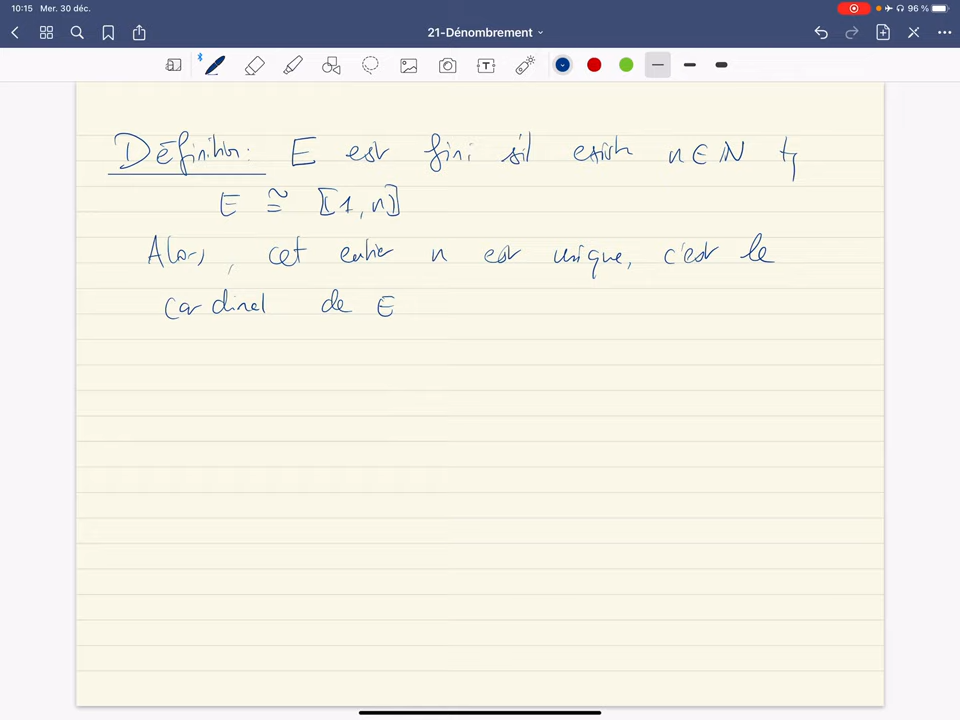 10:15 Mer. 30 déc.
96 %
21-Dénombrement
Définition: E est fini s'il existe n ∈ ℕ tq
E ≅ ⟦1, n⟧
Alors, cet entier n est unique, c'est le
cardinal de E